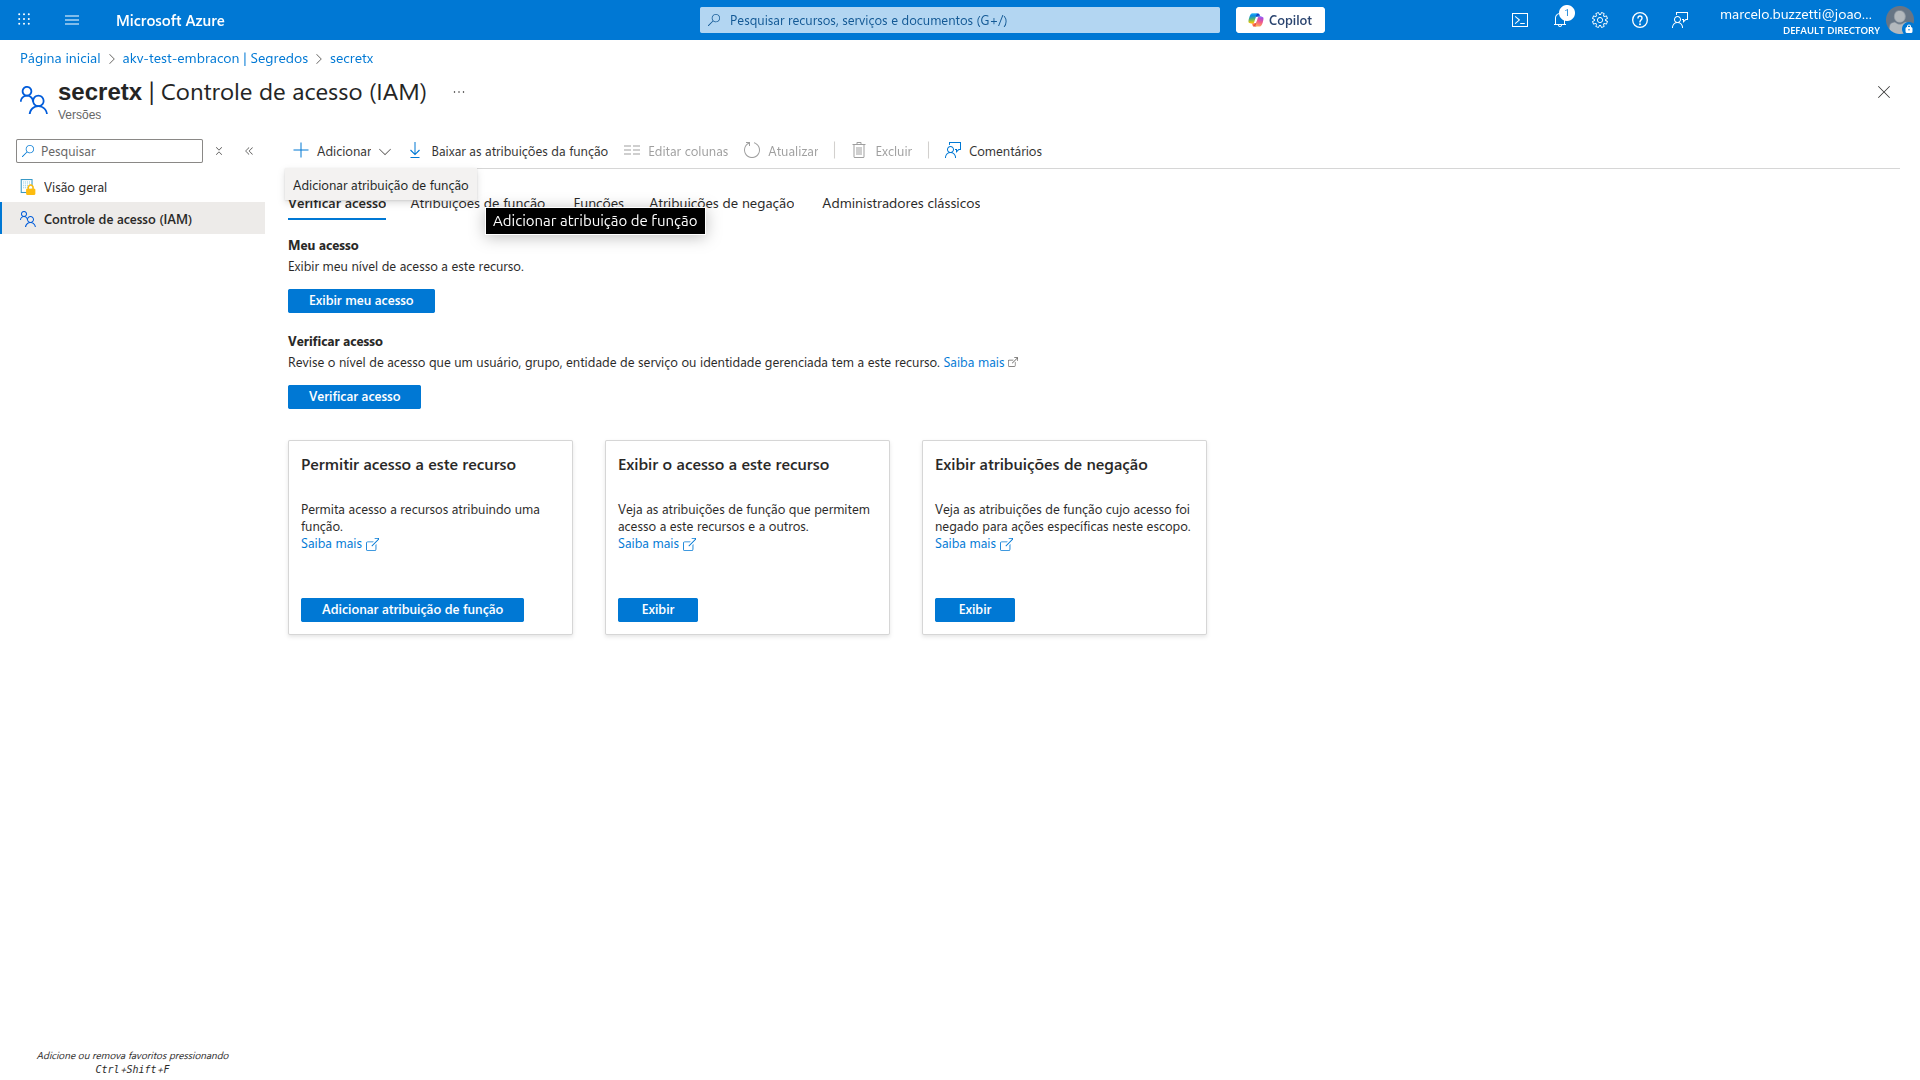 Microsoft Azure
Pesquisar recursos, serviços e documentos (G+/)
Copilot
1
marcelo.buzzetti@joao...
DEFAULT DIRECTORY
Página inicial > akv-test-embracon | Segredos > secretx
secretx | Controle de acesso (IAM) ...
Versões
Pesquisar
Visão geral
Controle de acesso (IAM)
Adicionar
Baixar as atribuições da função
Editar colunas
Atualizar
Excluir
Comentários
Adicionar atribuição de função
Verificar acesso
Atribuições de função
Funções
Atribuições de negação
Administradores clássicos
Adicionar atribuição de função
Meu acesso
Exibir meu nível de acesso a este recurso.
Exibir meu acesso
Verificar acesso
Revise o nível de acesso que um usuário, grupo, entidade de serviço ou identidade gerenciada tem a este recurso. Saiba mais
Verificar acesso
Permitir acesso a este recurso
Permita acesso a recursos atribuindo uma
função.
Saiba mais
Adicionar atribuição de função
Exibir o acesso a este recurso
Veja as atribuições de função que permitem
acesso a este recursos e a outros.
Saiba mais
Exibir
Exibir atribuições de negação
Veja as atribuições de função cujo acesso foi
negado para ações específicas neste escopo.
Saiba mais
Exibir
Adicione ou remova favoritos pressionando
Ctrl+Shift+F